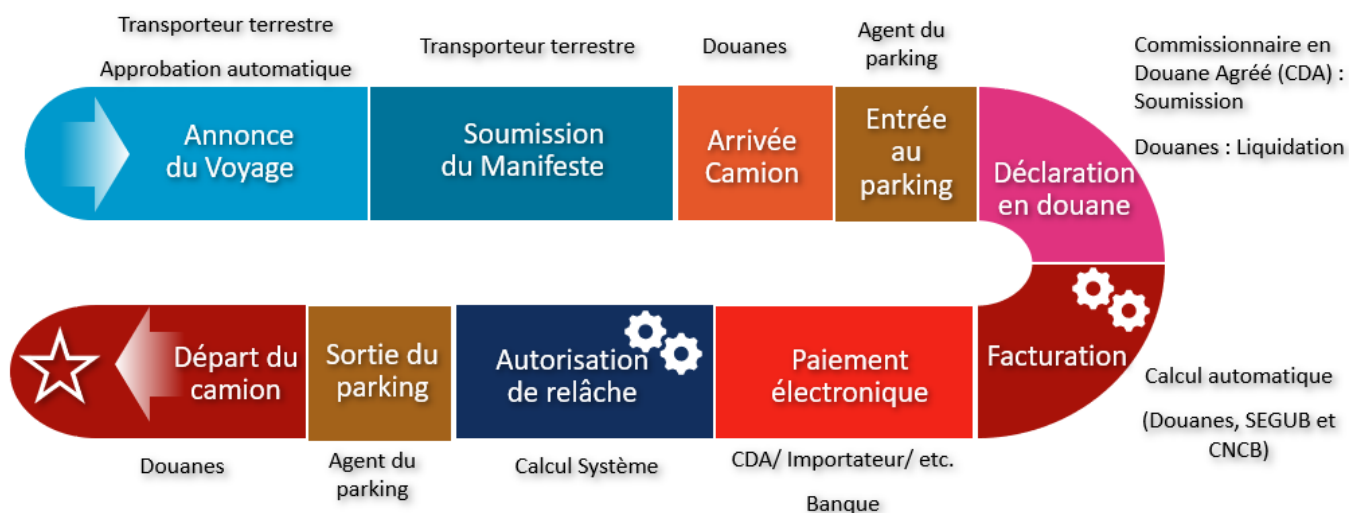 Transporteur terrestre
Approbation automatique
Transporteur terrestre
Douanes
Agent du
parking
Commissionnaire en
Douane Agréé (CDA) :
Soumission
Douanes : Liquidation
Annonce
du Voyage
Soumission
du Manifeste
Arrivée
Camion
Entrée
au
parking
Déclaration
en douane
Facturation
Calcul automatique
(Douanes, SEGUB et
CNCB)
Paiement
électronique
CDA/ Importateur/ etc.
Banque
Autorisation
de relâche
Calcul Système
Sortie du
parking
Agent du
parking
Départ du
camion
Douanes